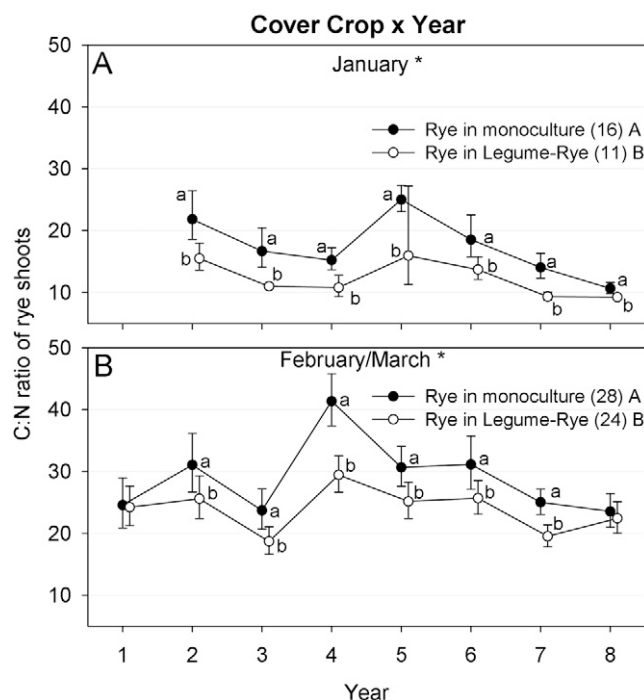 Cover Crop x Year
50
A
January *
40
Rye in monoculture (16) A
Rye in Legume-Rye (11) B
30
a
a
a
a
a
20
a
a
b
b
b
b
b
b
b
10
C:N ratio of rye shoots
50
B
February/March *
Rye in monoculture (28) A
40
a
Rye in Legume-Rye (24) B
a
b
a
a
30
a
b
b
b
a
20
b
b
10
1 2 3 4 5 6 7 8
Year